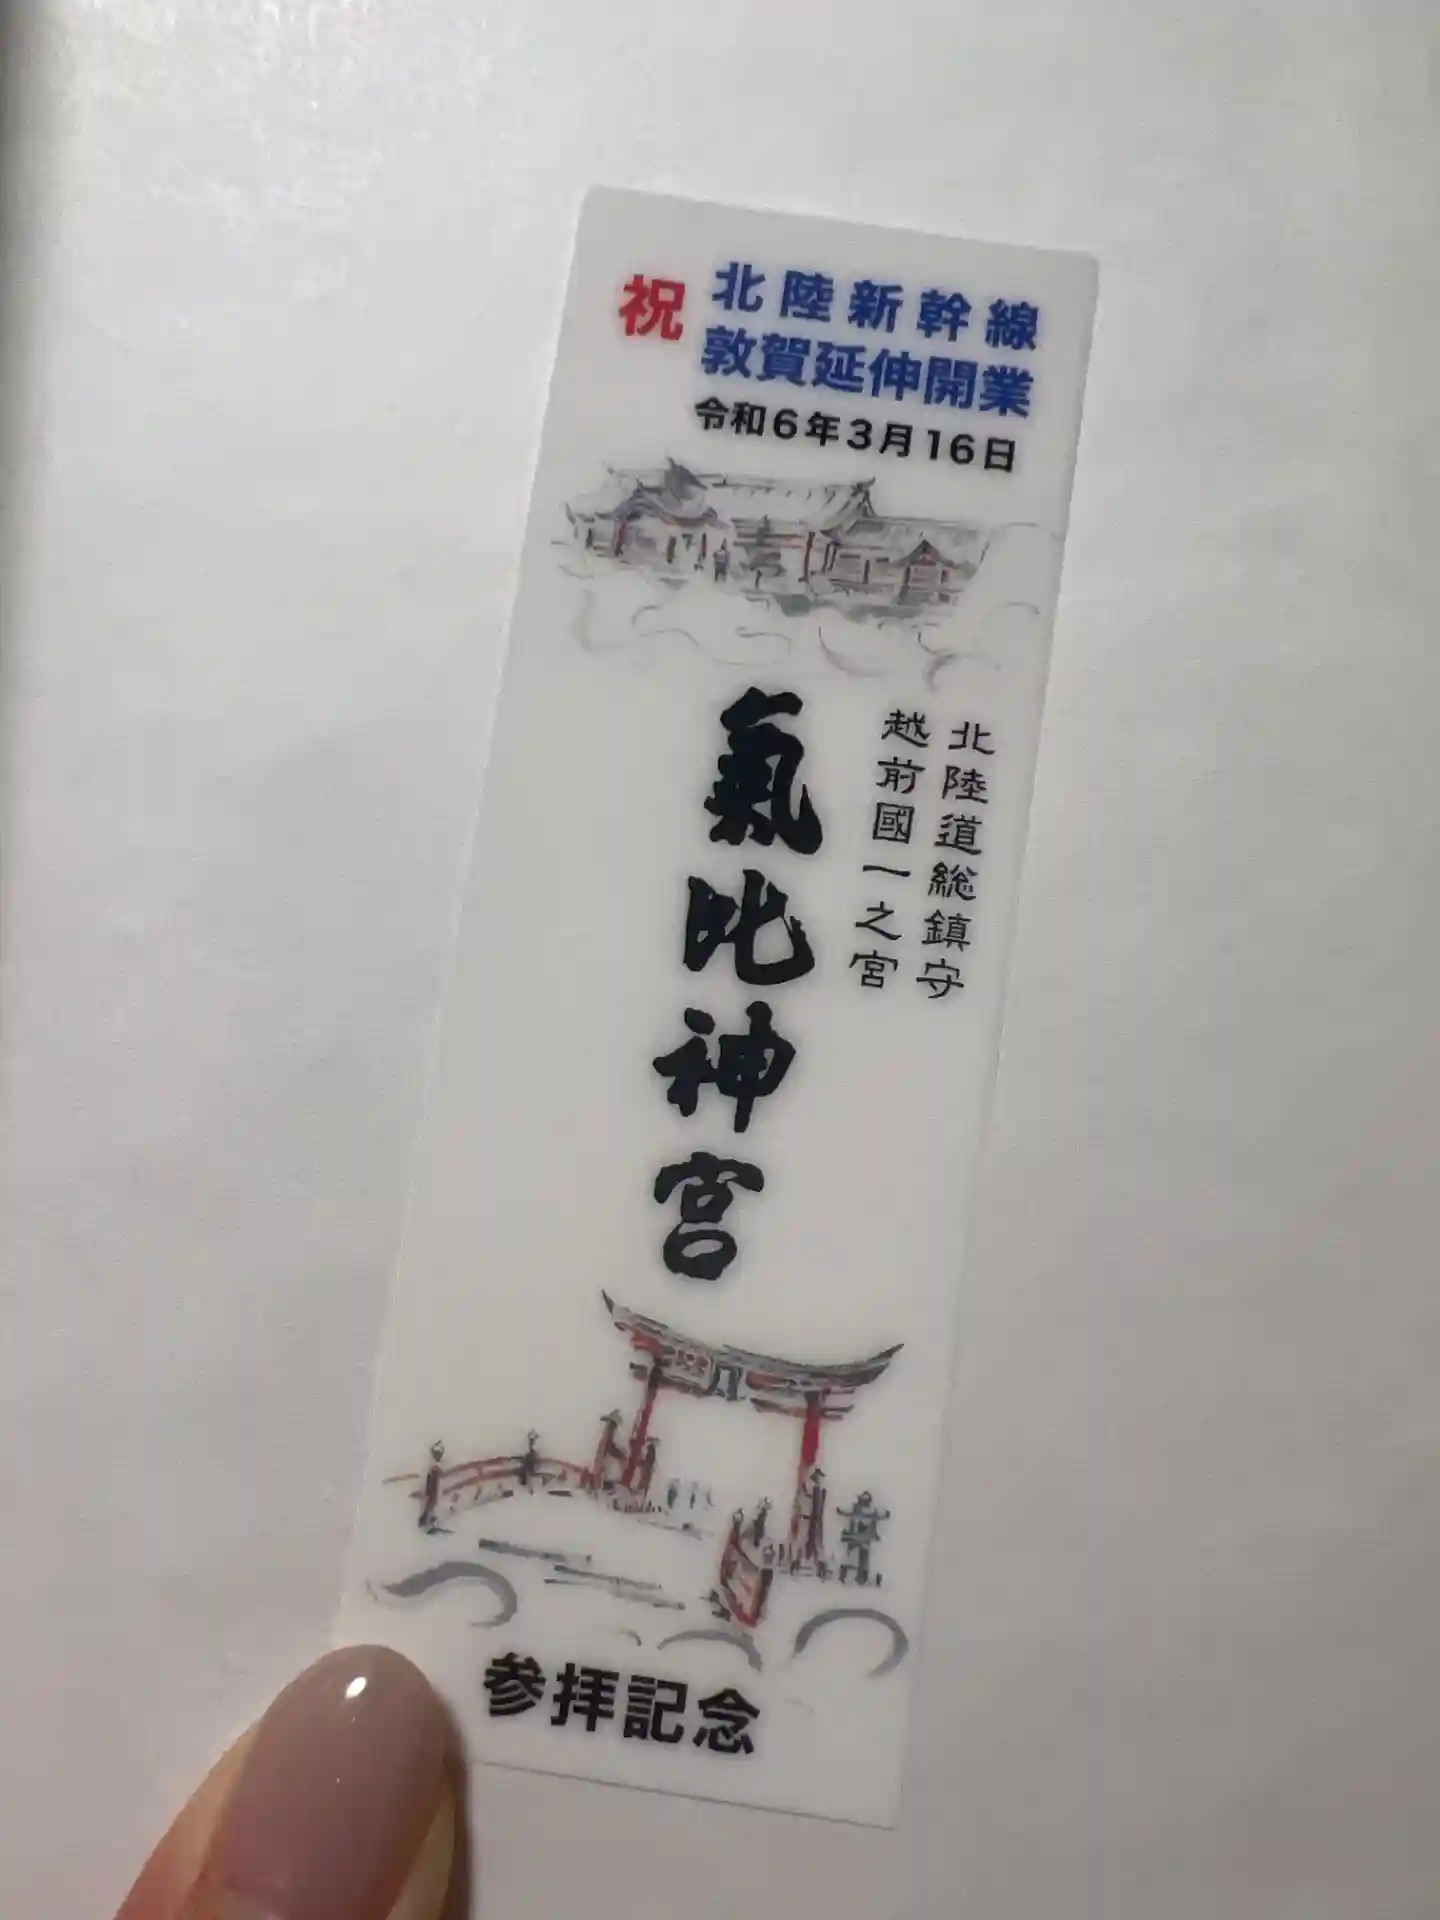 祝
北陸新幹線
敦賀延伸開業
令和6年3月16日
北陸道総鎮守
越前國一之宮
氣比神宮
参拝記念